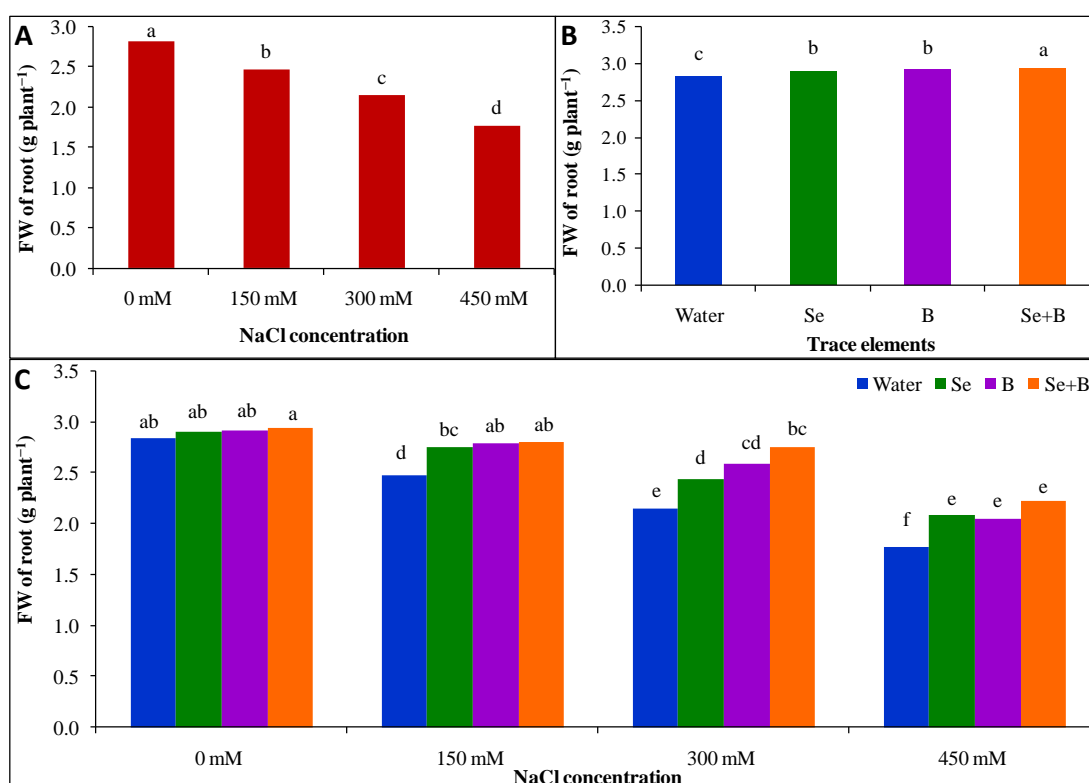 A
FW of root (g plant⁻¹)
3.0
2.5
2.0
1.5
1.0
0.5
0.0
a
b
c
d
0 mM
150 mM
300 mM
450 mM
NaCl concentration
B
FW of root (g plant⁻¹)
3.5
3.0
2.5
2.0
1.5
1.0
0.5
0.0
c
b
b
a
Water
Se
B
Se+B
Trace elements
C
FW of root (g plant⁻¹)
3.5
3.0
2.5
2.0
1.5
1.0
0.5
0.0
Water Se B Se+B
ab ab ab a
d bc ab ab
e d cd bc
f e e e
0 mM
150 mM
300 mM
450 mM
NaCl concentration